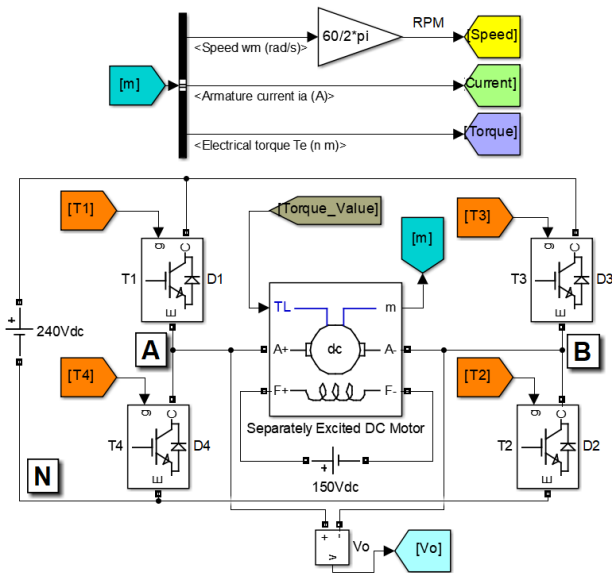 RPM
60/2*pi
[Speed]
<Speed wm (rad/s)>
[m]
Current]
<Armature current ia (A)>
[Torque]
<Electrical torque Te (n m)>
[T1]
[Torque_Value]
[T3]
[m]
g
C
T1
D1
E
g
C
T3
D3
E
TL
m
240Vdc
A
A+
dc
A-
B
[T4]
[T2]
F+
F-
g
C
T4
D4
E
Separately Excited DC Motor
g
C
T2
D2
E
N
+
150Vdc
+
-
v
Vo
[Vo]